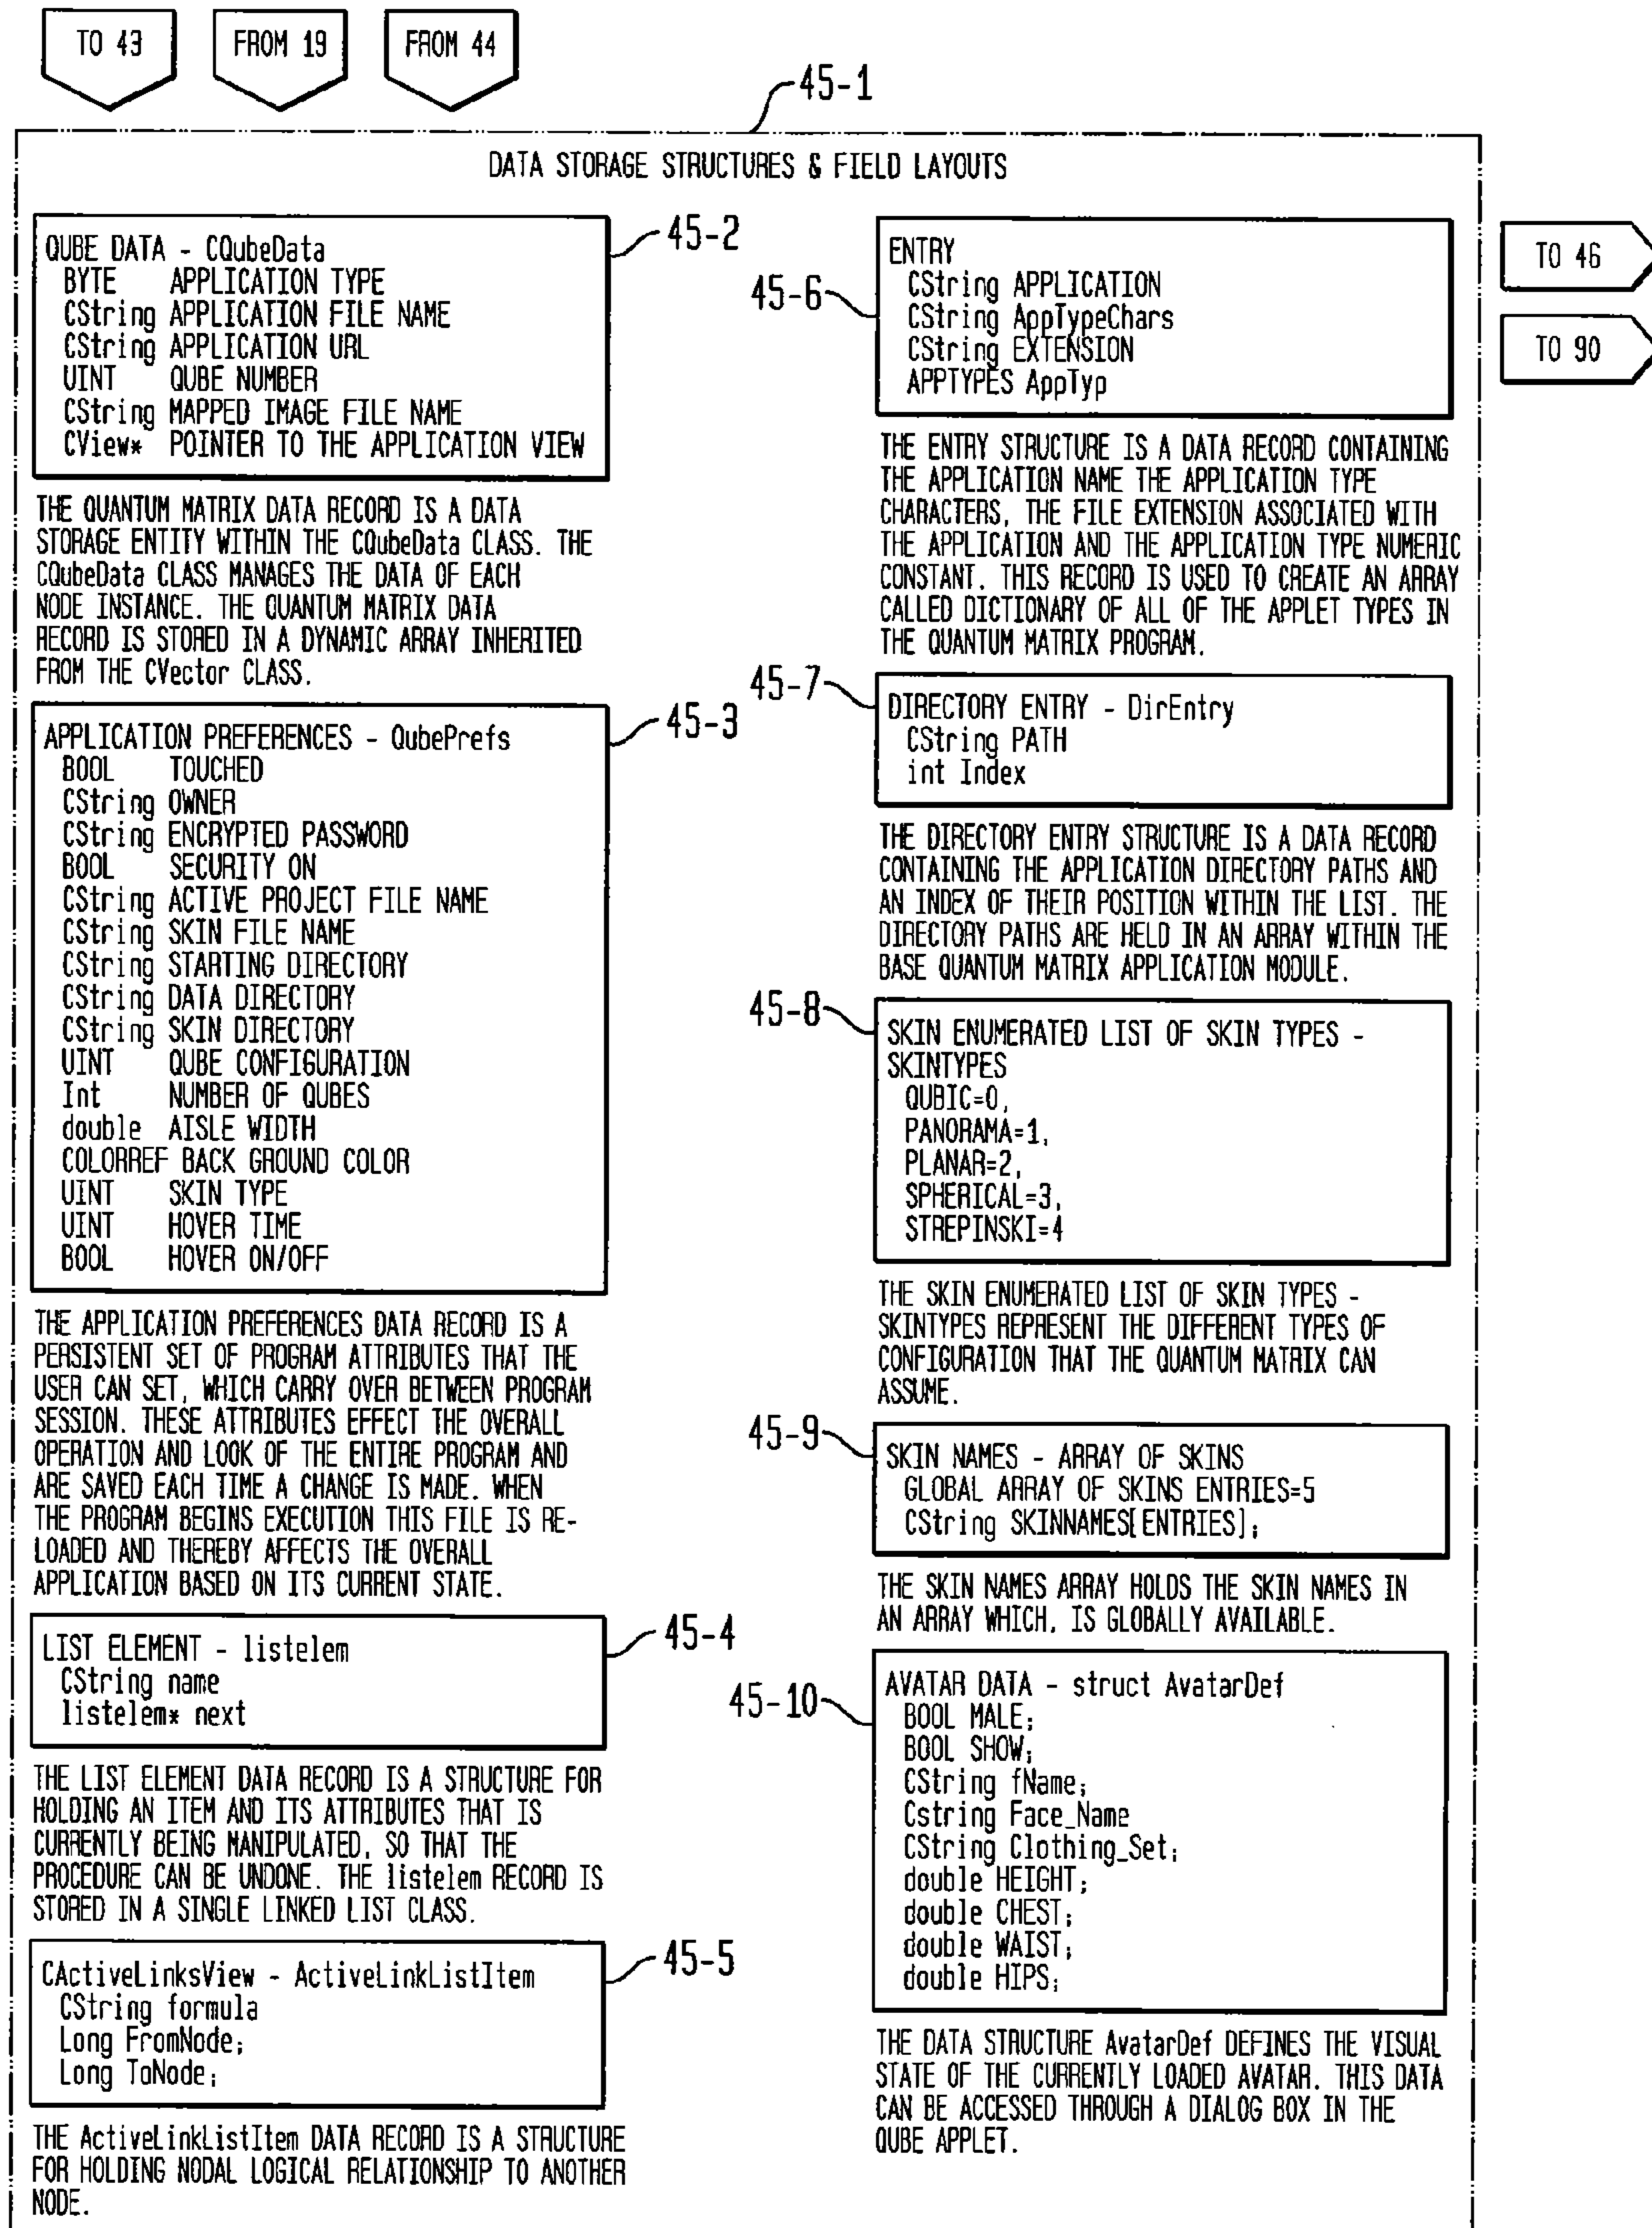 TO 43
FROM 19
FROM 44
45-1
DATA STORAGE STRUCTURES & FIELD LAYOUTS
45-2
QUBE DATA - CQubeData
BYTE APPLICATION TYPE
CString APPLICATION FILE NAME
CString APPLICATION URL
UINT QUBE NUMBER
CString MAPPED IMAGE FILE NAME
CView* POINTER TO THE APPLICATION VIEW
THE QUANTUM MATRIX DATA RECORD IS A DATA
STORAGE ENTITY WITHIN THE CQubeData CLASS. THE
CQubeData CLASS MANAGES THE DATA OF EACH
NODE INSTANCE. THE QUANTUM MATRIX DATA
RECORD IS STORED IN A DYNAMIC ARRAY INHERITED
FROM THE CVector CLASS.
45-3
APPLICATION PREFERENCES - QubePrefs
BOOL TOUCHED
CString OWNER
CString ENCRYPTED PASSWORD
BOOL SECURITY ON
CString ACTIVE PROJECT FILE NAME
CString SKIN FILE NAME
CString STARTING DIRECTORY
CString DATA DIRECTORY
CString SKIN DIRECTORY
UINT QUBE CONFIGURATION
Int NUMBER OF QUBES
double AISLE WIDTH
COLORREF BACK GROUND COLOR
UINT SKIN TYPE
UINT HOVER TIME
BOOL HOVER ON/OFF
THE APPLICATION PREFERENCES DATA RECORD IS A
PERSISTENT SET OF PROGRAM ATTRIBUTES THAT THE
USER CAN SET, WHICH CARRY OVER BETWEEN PROGRAM
SESSION. THESE ATTRIBUTES EFFECT THE OVERALL
OPERATION AND LOOK OF THE ENTIRE PROGRAM AND
ARE SAVED EACH TIME A CHANGE IS MADE. WHEN
THE PROGRAM BEGINS EXECUTION THIS FILE IS RE-
LOADED AND THEREBY AFFECTS THE OVERALL
APPLICATION BASED ON ITS CURRENT STATE.
45-4
LIST ELEMENT - listelem
CString name
listelem* next
THE LIST ELEMENT DATA RECORD IS A STRUCTURE FOR
HOLDING AN ITEM AND ITS ATTRIBUTES THAT IS
CURRENTLY BEING MANIPULATED, SO THAT THE
PROCEDURE CAN BE UNDONE. THE listelem RECORD IS
STORED IN A SINGLE LINKED LIST CLASS.
45-5
CActiveLinksView - ActiveLinkListItem
CString formula
Long FromNode;
Long ToNode;
THE ActiveLinkListItem DATA RECORD IS A STRUCTURE
FOR HOLDING NODAL LOGICAL RELATIONSHIP TO ANOTHER
NODE.
45-6
ENTRY
CString APPLICATION
CString AppTypeChars
CString EXTENSION
APPTYPES AppTyp
THE ENTRY STRUCTURE IS A DATA RECORD CONTAINING
THE APPLICATION NAME THE APPLICATION TYPE
CHARACTERS, THE FILE EXTENSION ASSOCIATED WITH
THE APPLICATION AND THE APPLICATION TYPE NUMERIC
CONSTANT. THIS RECORD IS USED TO CREATE AN ARRAY
CALLED DICTIONARY OF ALL OF THE APPLET TYPES IN
THE QUANTUM MATRIX PROGRAM.
45-7
DIRECTORY ENTRY - DirEntry
CString PATH
int Index
THE DIRECTORY ENTRY STRUCTURE IS A DATA RECORD
CONTAINING THE APPLICATION DIRECTORY PATHS AND
AN INDEX OF THEIR POSITION WITHIN THE LIST. THE
DIRECTORY PATHS ARE HELD IN AN ARRAY WITHIN THE
BASE QUANTUM MATRIX APPLICATION MODULE.
45-8
SKIN ENUMERATED LIST OF SKIN TYPES -
SKINTYPES
QUBIC=0,
PANORAMA=1,
PLANAR=2,
SPHERICAL=3,
STREPINSKI=4
THE SKIN ENUMERATED LIST OF SKIN TYPES -
SKINTYPES REPRESENT THE DIFFERENT TYPES OF
CONFIGURATION THAT THE QUANTUM MATRIX CAN
ASSUME.
45-9
SKIN NAMES - ARRAY OF SKINS
GLOBAL ARRAY OF SKINS ENTRIES=5
CString SKINNAMES[ENTRIES];
THE SKIN NAMES ARRAY HOLDS THE SKIN NAMES IN
AN ARRAY WHICH, IS GLOBALLY AVAILABLE.
45-10
AVATAR DATA - struct AvatarDef
BOOL MALE;
BOOL SHOW;
CString fName;
Cstring Face_Name
CString Clothing_Set;
double HEIGHT;
double CHEST;
double WAIST;
double HIPS;
THE DATA STRUCTURE AvatarDef DEFINES THE VISUAL
STATE OF THE CURRENTLY LOADED AVATAR. THIS DATA
CAN BE ACCESSED THROUGH A DIALOG BOX IN THE
QUBE APPLET.
TO 46
TO 90